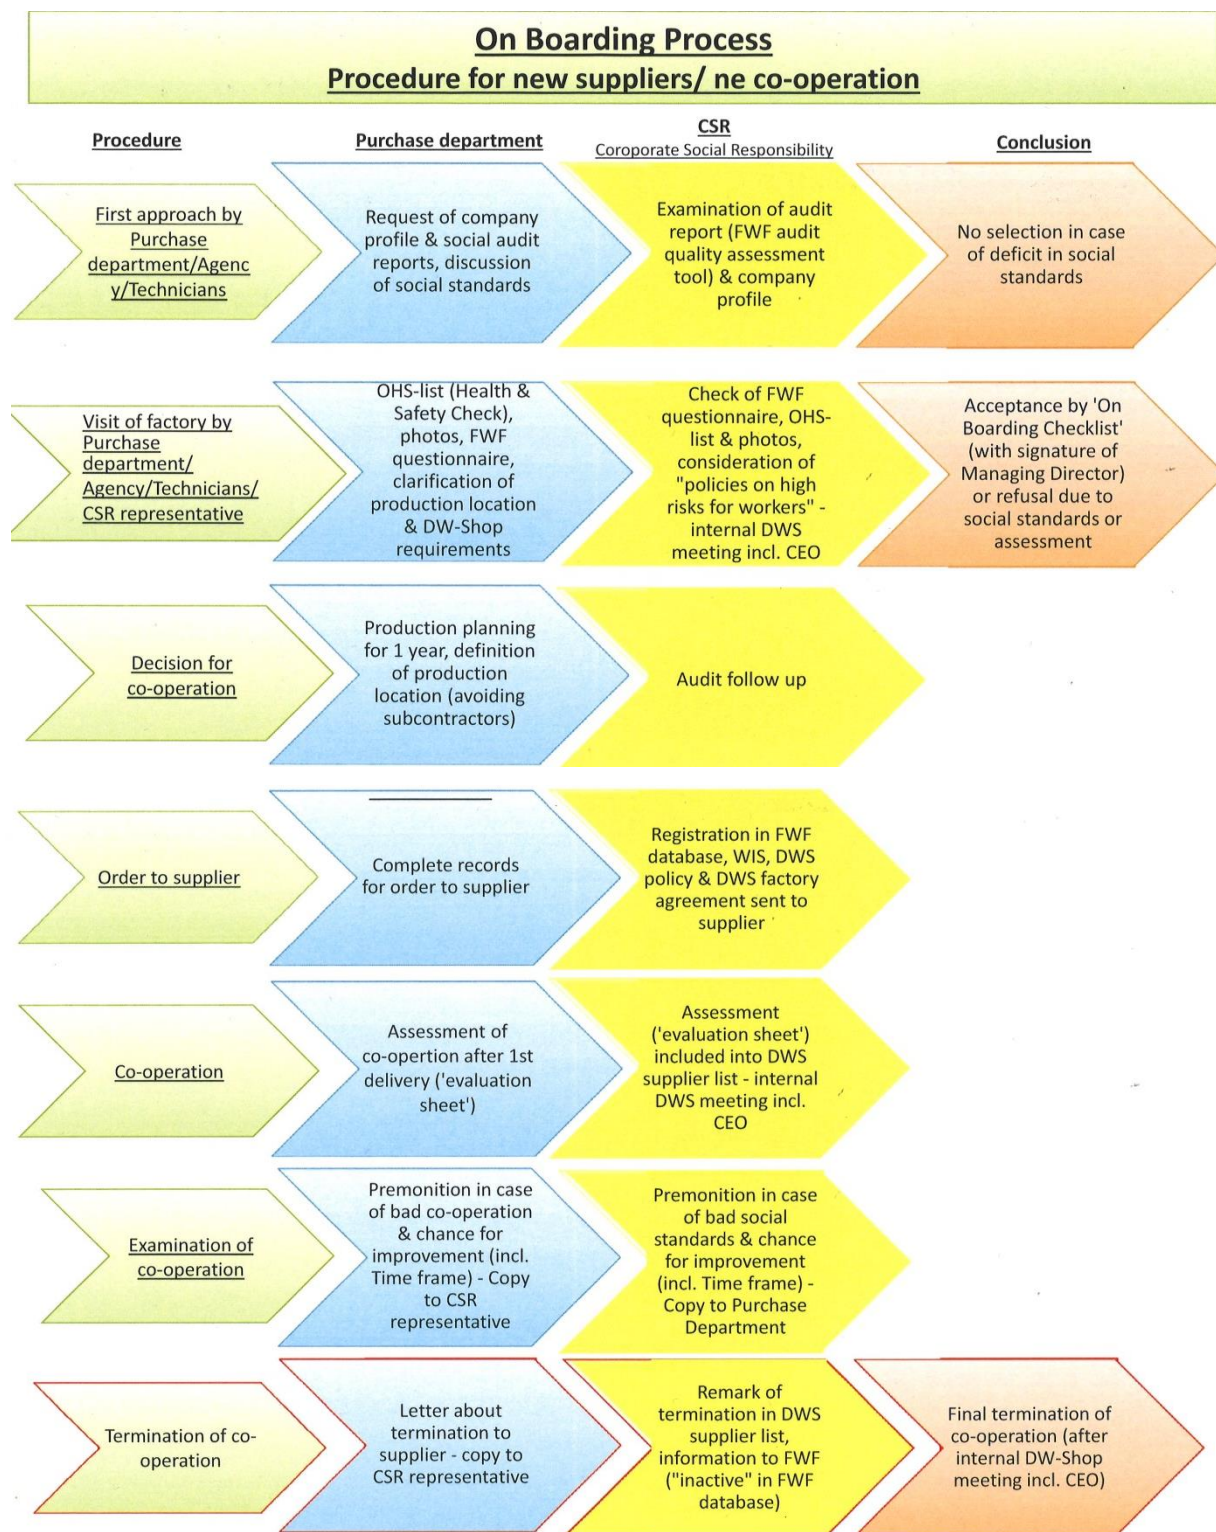 On Boarding Process
Procedure for new suppliers/ ne co-operation
Procedure
Purchase department
CSR
Coroporate Social Responsibility
Conclusion
First approach by
Purchase
department/Agenc
y/Technicians
Request of company
profile & social audit
reports, discussion
of social standards
Examination of audit
report (FWF audit
quality assessment
tool) & company
profile
No selection in case
of deficit in social
standards
Visit of factory by
Purchase
department/
Agency/Technicians/
CSR representative
OHS-list (Health &
Safety Check),
photos, FWF
questionnaire,
clarification of
production location
& DW-Shop
requirements
Check of FWF
questionnaire, OHS-
list & photos,
consideration of
"policies on high
risks for workers" -
internal DWS
meeting incl. CEO
Acceptance by 'On
Boarding Checklist'
(with signature of
Managing Director)
or refusal due to
social standards or
assessment
Decision for
co-operation
Production planning
for 1 year, definition
of production
location (avoiding
subcontractors)
Audit follow up
Order to supplier
Complete records
for order to supplier
Registration in FWF
database, WIS, DWS
policy & DWS factory
agreement sent to
supplier
Co-operation
Assessment of
co-opertion after 1st
delivery ('evaluation
sheet')
Assessment
('evaluation sheet')
included into DWS
supplier list - internal
DWS meeting incl.
CEO
Examination of
co-operation
Premonition in case
of bad co-operation
& chance for
improvement (incl.
Time frame) - Copy
to CSR
representative
Premonition in case
of bad social
standards & chance
for improvement
(incl. Time frame) -
Copy to Purchase
Department
Termination of co-
operation
Letter about
termination to
supplier - copy to
CSR representative
Remark of
termination in DWS
supplier list,
information to FWF
("inactive" in FWF
database)
Final termination of
co-operation (after
internal DW-Shop
meeting incl. CEO)